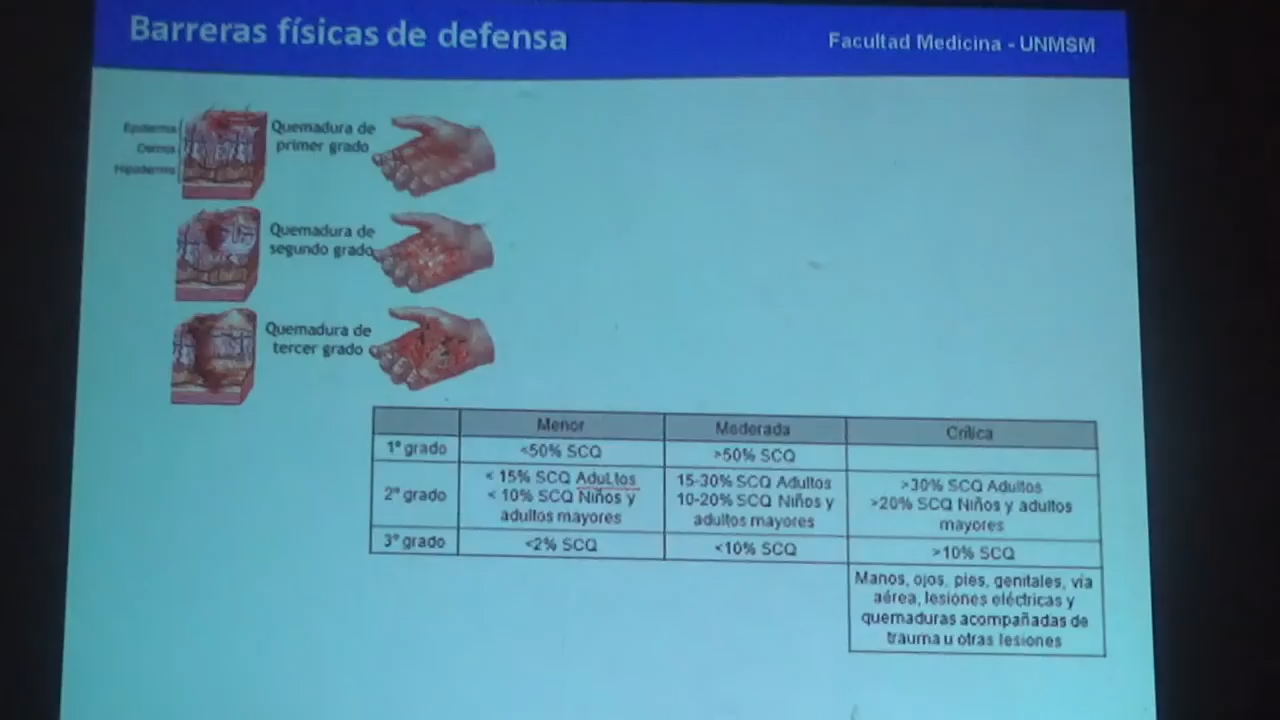 Barreras físicas de defensa
Facultad Medicina - UNMSM
Epidermis
Dermis
Hipodermis
Quemadura de
primer grado
Quemadura de
segundo grado
Quemadura de
tercer grado
Menor
Moderada
Crítica
1º grado
<50% SCQ
>50% SCQ
2º grado
< 15% SCQ AduLtos
< 10% SCQ Niños y
adultos mayores
15-30% SCQ Adultos
10-20% SCQ Niños y
adultos mayores
>30% SCQ Adultos
>20% SCQ Niños y adultos
mayores
3º grado
<2% SCQ
<10% SCQ
>10% SCQ
Manos, ojos, pies, genitales, vía
aérea, lesiones eléctricas y
quemaduras acompañadas de
trauma u otras lesiones